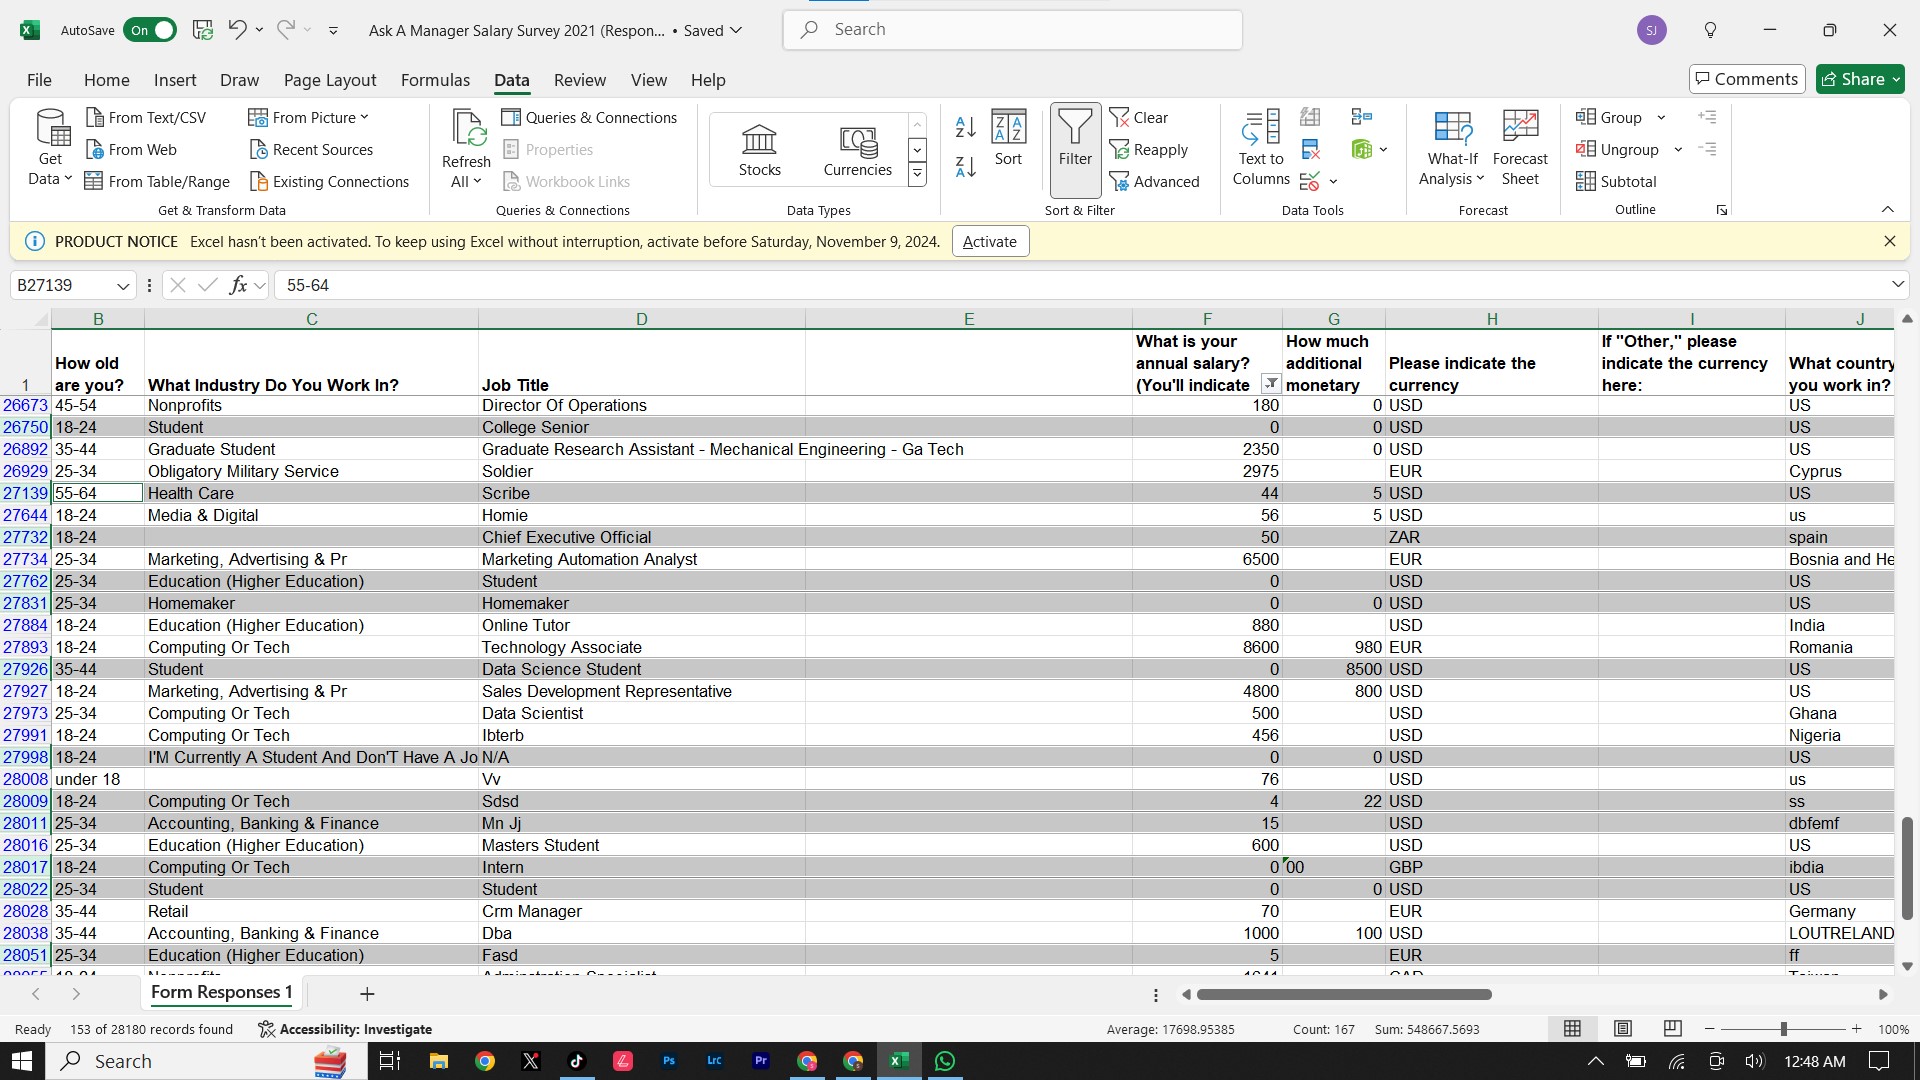 AutoSave On Ask A Manager Salary Survey 2021 (Respon... • Saved Search SJ
File Home Insert Draw Page Layout Formulas Data Review View Help Comments Share
Get Data
From Text/CSV
From Web
From Table/Range
From Picture
Recent Sources
Existing Connections
Get & Transform Data
Refresh All
Queries & Connections
Properties
Workbook Links
Queries & Connections
Stocks Currencies
Data Types
Sort Filter Clear
Reapply
Advanced
Sort & Filter
Text to Columns
Data Tools
What-If Analysis Forecast Sheet
Forecast
Group
Ungroup
Subtotal
Outline
PRODUCT NOTICE Excel hasn't been activated. To keep using Excel without interruption, activate before Saturday, November 9, 2024. Activate
B27139 fx 55-64
B C D E F G H I J
1 How old are you? What Industry Do You Work In? Job Title What is your annual salary? (You'll indicate How much additional monetary Please indicate the currency If "Other," please indicate the currency here: What country you work in?
26673 45-54 Nonprofits Director Of Operations 180 0 USD US
26750 18-24 Student College Senior 0 0 USD US
26892 35-44 Graduate Student Graduate Research Assistant - Mechanical Engineering - Ga Tech 2350 0 USD US
26929 25-34 Obligatory Military Service Soldier 2975 EUR Cyprus
27139 55-64 Health Care Scribe 44 5 USD US
27644 18-24 Media & Digital Homie 56 5 USD us
27732 18-24 Chief Executive Official 50 ZAR spain
27734 25-34 Marketing, Advertising & Pr Marketing Automation Analyst 6500 EUR Bosnia and He
27762 25-34 Education (Higher Education) Student 0 USD US
27831 25-34 Homemaker Homemaker 0 0 USD US
27884 18-24 Education (Higher Education) Online Tutor 880 USD India
27893 18-24 Computing Or Tech Technology Associate 8600 980 EUR Romania
27926 35-44 Student Data Science Student 0 8500 USD US
27927 18-24 Marketing, Advertising & Pr Sales Development Representative 4800 800 USD US
27973 25-34 Computing Or Tech Data Scientist 500 USD Ghana
27991 18-24 Computing Or Tech Ibterb 456 USD Nigeria
27998 18-24 I'M Currently A Student And Don'T Have A Jo N/A 0 0 USD US
28008 under 18 Vv 76 USD us
28009 18-24 Computing Or Tech Sdsd 4 22 USD ss
28011 25-34 Accounting, Banking & Finance Mn Jj 15 USD dbfemf
28016 25-34 Education (Higher Education) Masters Student 600 USD US
28017 18-24 Computing Or Tech Intern 0 00 GBP ibdia
28022 25-34 Student Student 0 0 USD US
28028 35-44 Retail Crm Manager 70 EUR Germany
28038 35-44 Accounting, Banking & Finance Dba 1000 100 USD LOUTRELAND
28051 25-34 Education (Higher Education) Fasd 5 EUR ff
Form Responses 1
Ready 153 of 28180 records found Accessibility: Investigate Average: 17698.95385 Count: 167 Sum: 548667.5693 100%
Search Ps LrC Pr 12:48 AM